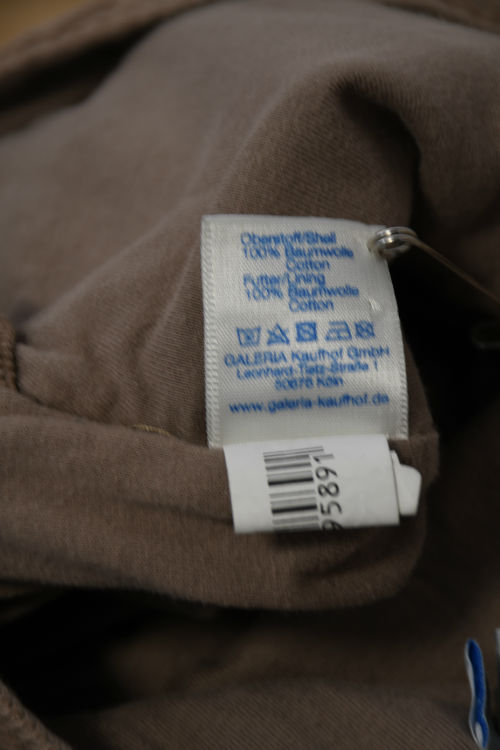 Oberstoff/Shell
100% Baumwolle
Cotton
Futter/Lining
100% Baumwolle
Cotton
GALERIA Kaufhof GmbH
Leonhard-Tietz-Straße 1
50676 Köln
www.galeria-kaufhof.de
95891